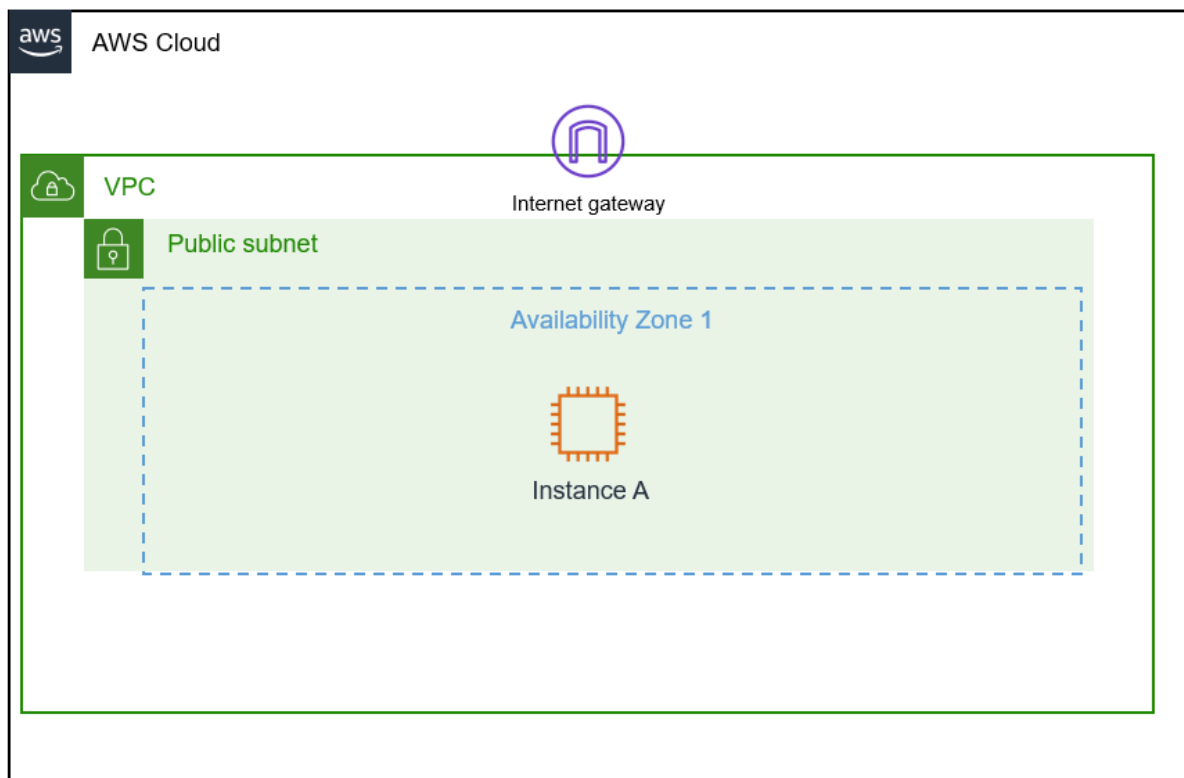 aws
AWS Cloud
VPC
Internet gateway
Public subnet
Availability Zone 1
Instance A